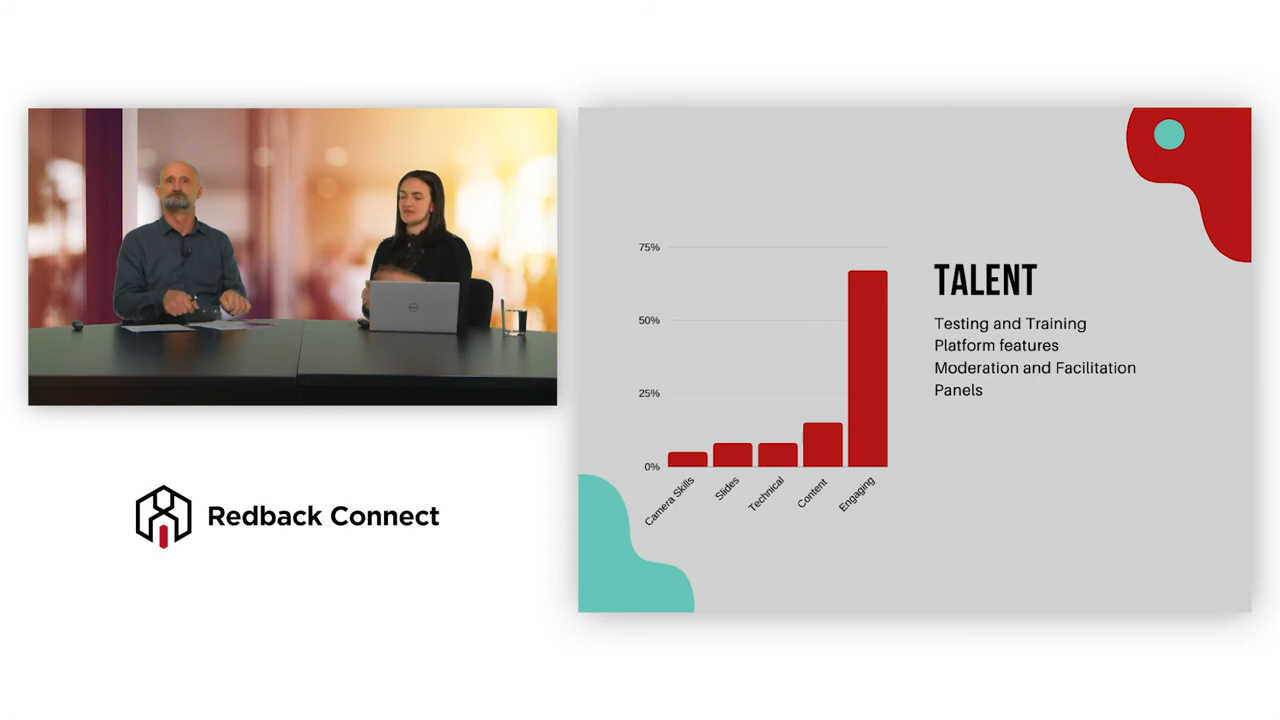 Redback Connect
75%
50%
25%
0%
Camera Skills
Slides
Technical
Content
Engaging
TALENT
Testing and Training
Platform features
Moderation and Facilitation
Panels